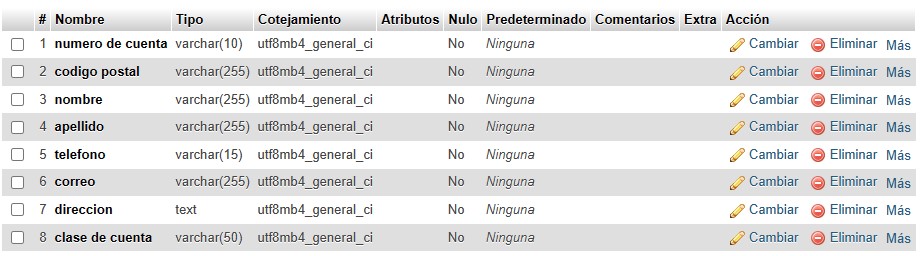 # Nombre Tipo Cotejamiento Atributos Nulo Predeterminado Comentarios Extra Acción
1 numero de cuenta varchar(10) utf8mb4_general_ci No Ninguna Cambiar Eliminar Más
2 codigo postal varchar(255) utf8mb4_general_ci No Ninguna Cambiar Eliminar Más
3 nombre varchar(255) utf8mb4_general_ci No Ninguna Cambiar Eliminar Más
4 apellido varchar(255) utf8mb4_general_ci No Ninguna Cambiar Eliminar Más
5 telefono varchar(15) utf8mb4_general_ci No Ninguna Cambiar Eliminar Más
6 correo varchar(255) utf8mb4_general_ci No Ninguna Cambiar Eliminar Más
7 direccion text utf8mb4_general_ci No Ninguna Cambiar Eliminar Más
8 clase de cuenta varchar(50) utf8mb4_general_ci No Ninguna Cambiar Eliminar Más